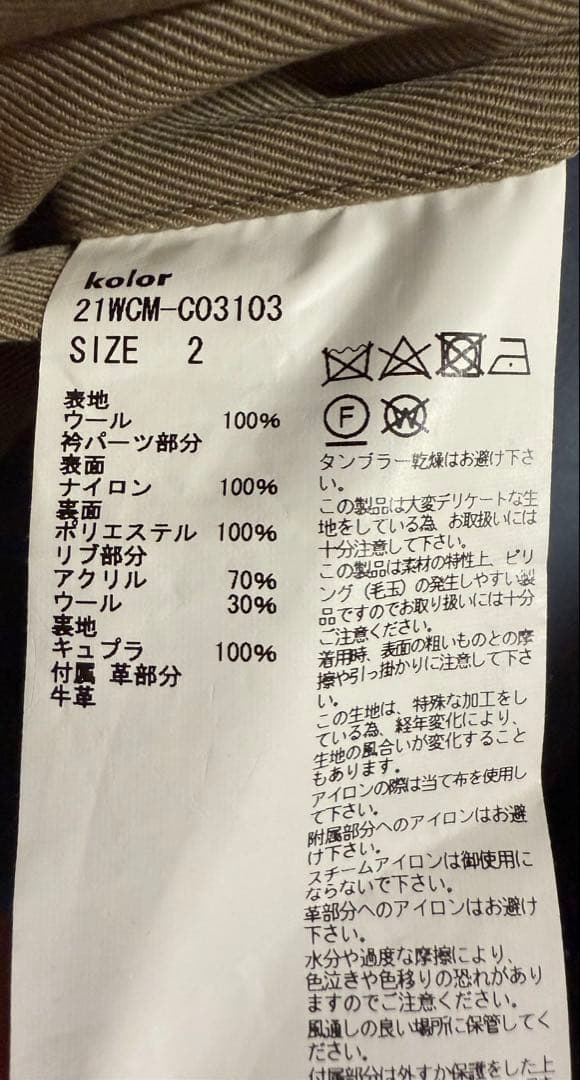 kolor
21WCM-C03103
SIZE 2
表地
ウール 100%
衿パーツ部分
表面
ナイロン 100%
裏面
ポリエステル 100%
リブ部分
アクリル 70%
ウール 30%
裏地
キュプラ 100%
付属 革部分
牛革
F
W
タンブラー乾燥はお避け下さ
い。
この製品は大変デリケートな生
地をしている為、お取扱いには
十分注意して下さい。
この製品は素材の特性上、ピリ
ング（毛玉）の発生しやすい製
品ですのでお取り扱いには十分
ご注意ください。
着用時、表面の粗いものとの摩
擦や引っ掛かりに注意して下さ
い。
この生地は、特殊な加工をし
ている為、経年変化により、
生地の風合いが変化すること
もあります。
アイロンの際は当て布を使用し
て下さい。
附属部分へのアイロンはお避
け下さい。
スチームアイロンは御使用に
ならないで下さい。
革部分へのアイロンはお避け
下さい。
水分や過度な摩擦により、
色泣きや色移りの恐れがあり
ますのでご注意ください。
風通しの良い場所に保管してく
ださい。
付属部分は外すか保護をした上